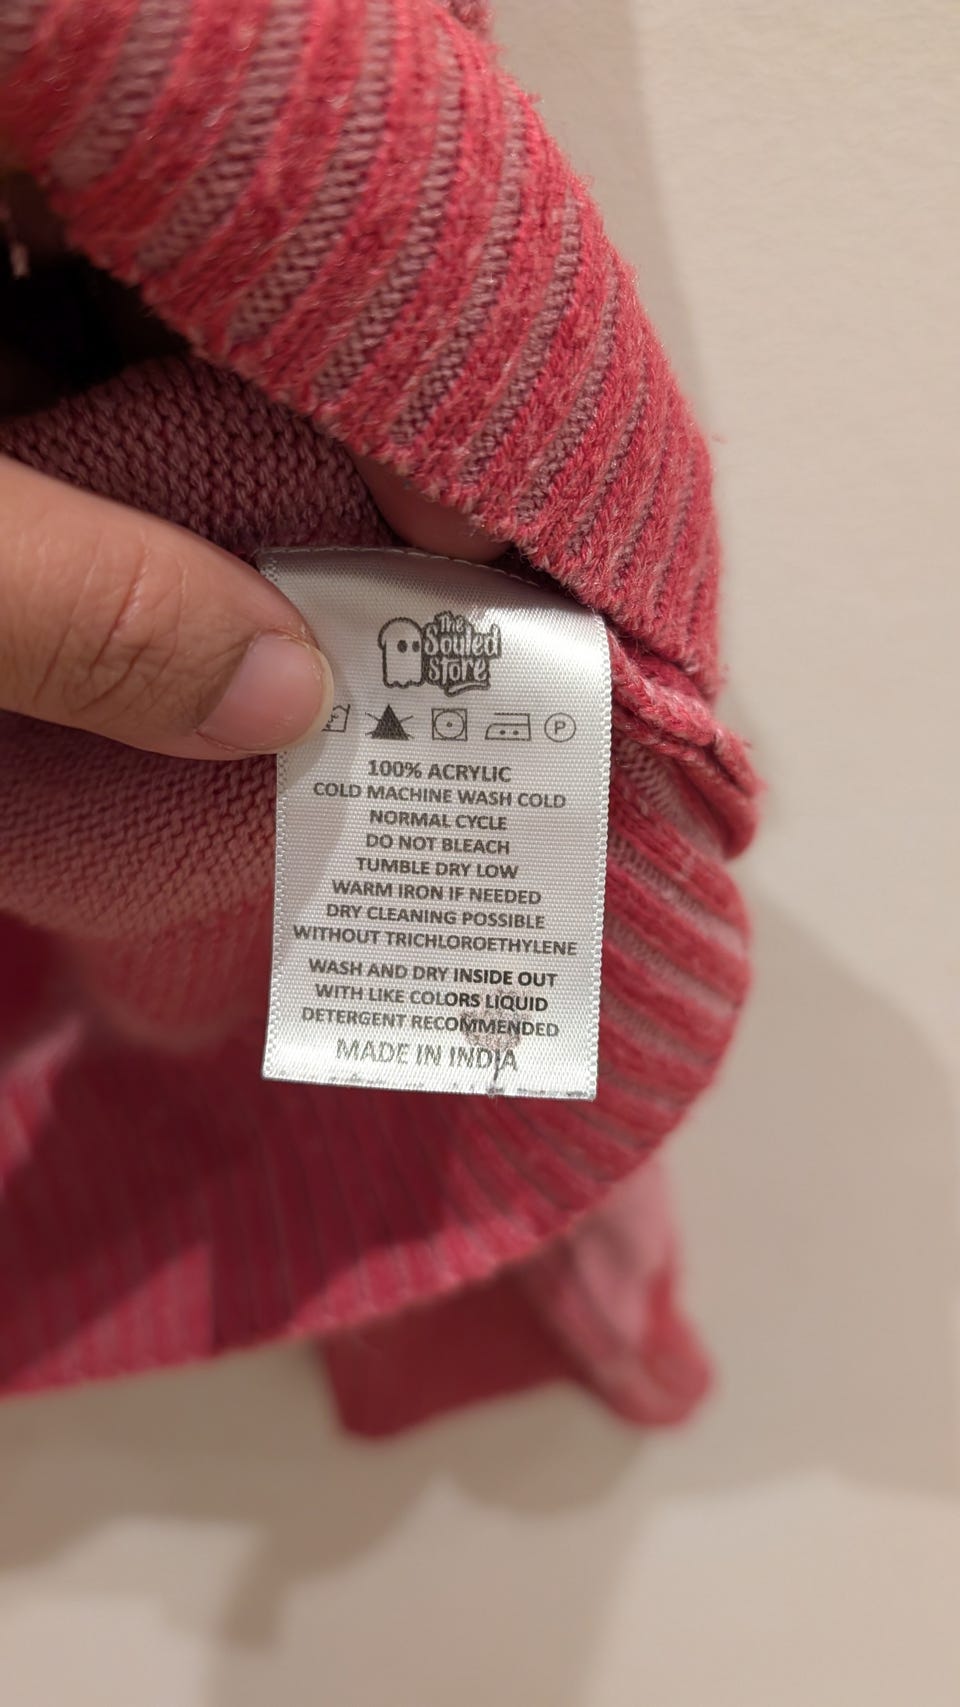 The
Souled
Store
P
100% ACRYLIC
COLD MACHINE WASH COLD
NORMAL CYCLE
DO NOT BLEACH
TUMBLE DRY LOW
WARM IRON IF NEEDED
DRY CLEANING POSSIBLE
WITHOUT TRICHLOROETHYLENE
WASH AND DRY INSIDE OUT
WITH LIKE COLORS LIQUID
DETERGENT RECOMMENDED
MADE IN INDIA